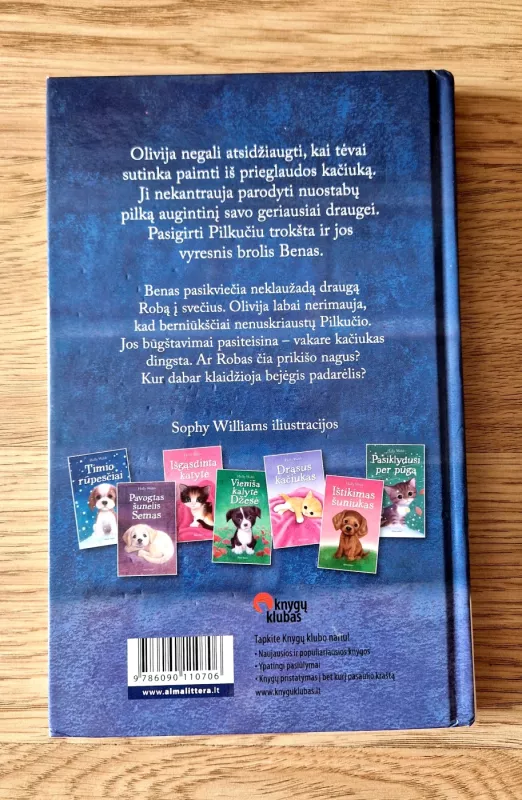 Olivija negali atsidžiaugti, kai tėvai
sutinka paimti iš prieglaudos kačiuką.
Ji nekantrauja parodyti nuostabų
pilką augintinį savo geriausiai draugei.
Pasigirti Pilkučiu trokšta ir jos
vyresnis brolis Benas.
Benas pasikviečia neklaužadą draugą
Robą į svečius. Olivija labai nerimauja,
kad berniūkščiai nenuskriaustų Pilkučio.
Jos būgštavimai pasiteisina – vakare kačiukas
dingsta. Ar Robas čia prikišo nagus?
Kur dabar klaidžioja bejėgis padarėlis?
Sophy Williams iliustracijos
Timio
rūpesčiai
Pavogtas
šunelis
Semas
Išgąsdinta
katytė
Vieniša
kalytė
Džesė
Drąsus
kačiukas
Ištikimas
šuniukas
Pasiklydusi
per pūgą
knygų
klubas
Tapkite Knygų klubo nariu!
• Naujausios ir populiariausios knygos
• Ypatingi pasiūlymai
• Knygų pristatymas į bet kurį pasaulio kraštą
www.knyguklubas.lt
9 786090 110706
www.almalittera.lt